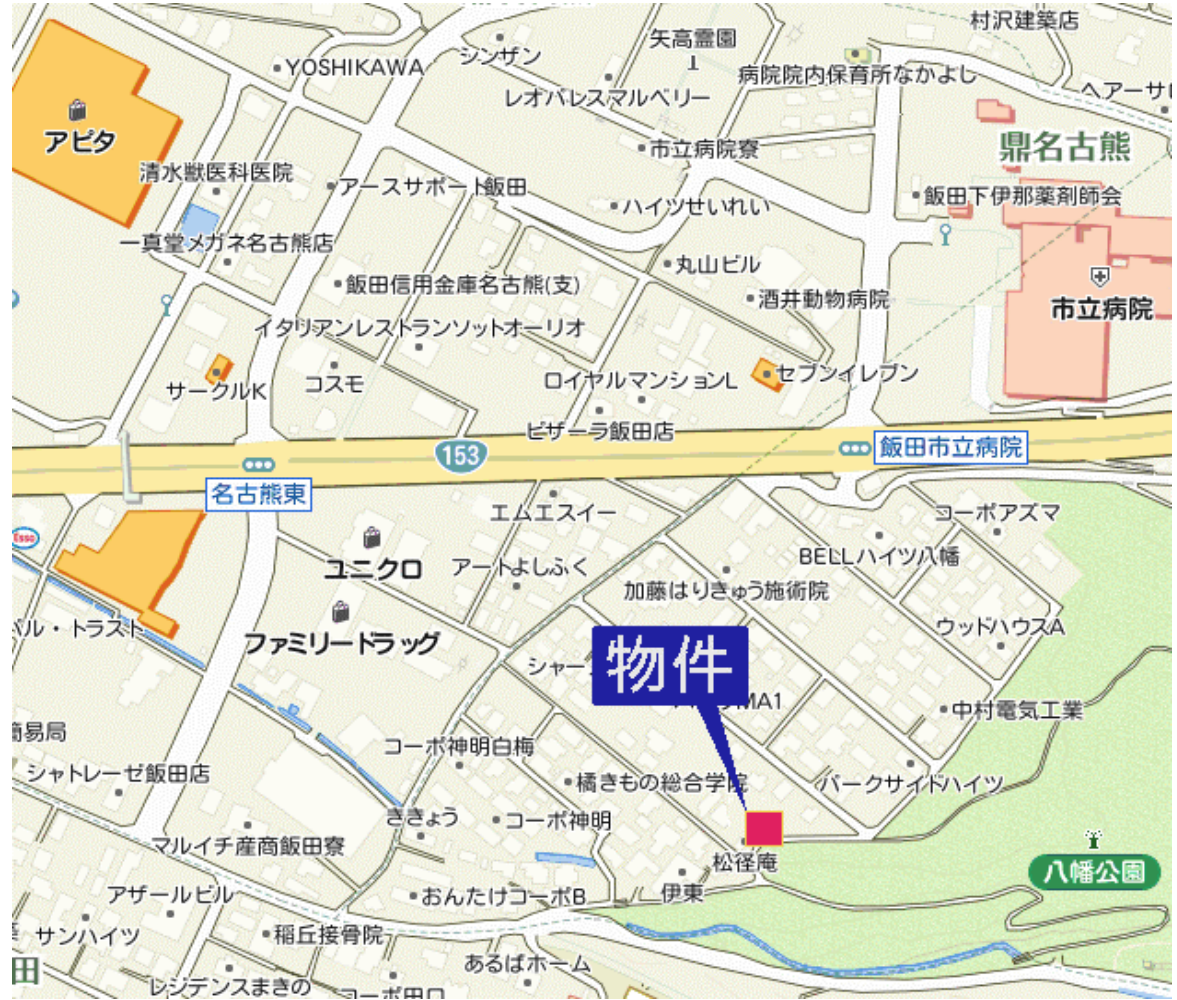 村沢建築店
矢高霊園
シンザン
YOSHIKAWA
病院院内保育所なかよし
レオパレスマルベリー
ヘアーサロ
アピタ
市立病院寮
鼎名古熊
清水獣医科医院
アースサポート飯田
飯田下伊那薬剤師会
ハイツせいれい
一真堂メガネ名古熊店
丸山ビル
飯田信用金庫名古熊(支)
酒井動物病院
市立病院
イタリアンレストランソットオーリオ
サークルK
コスモ
ロイヤルマンションL
セブンイレブン
ピザーラ飯田店
153
飯田市立病院
名古熊東
エムエスイー
コーポアズマ
Esso
ユニクロ
アートよしふく
BELLハイツ八幡
加藤はりきゅう施術院
バル・トラスト
ファミリードラッグ
ウッドハウスA
シャー
物件
MA1
中村電気工業
簡易局
コーポ神明白梅
シャトレーゼ飯田店
橘きもの総合学院
パークサイドハイツ
ききょう
コーポ神明
マルイチ産商飯田寮
松径庵
八幡公園
アザールビル
おんたけコーポB
伊東
サンハイツ
稲丘接骨院
田
あるばホーム
レジデンスまきの
コーポ田口